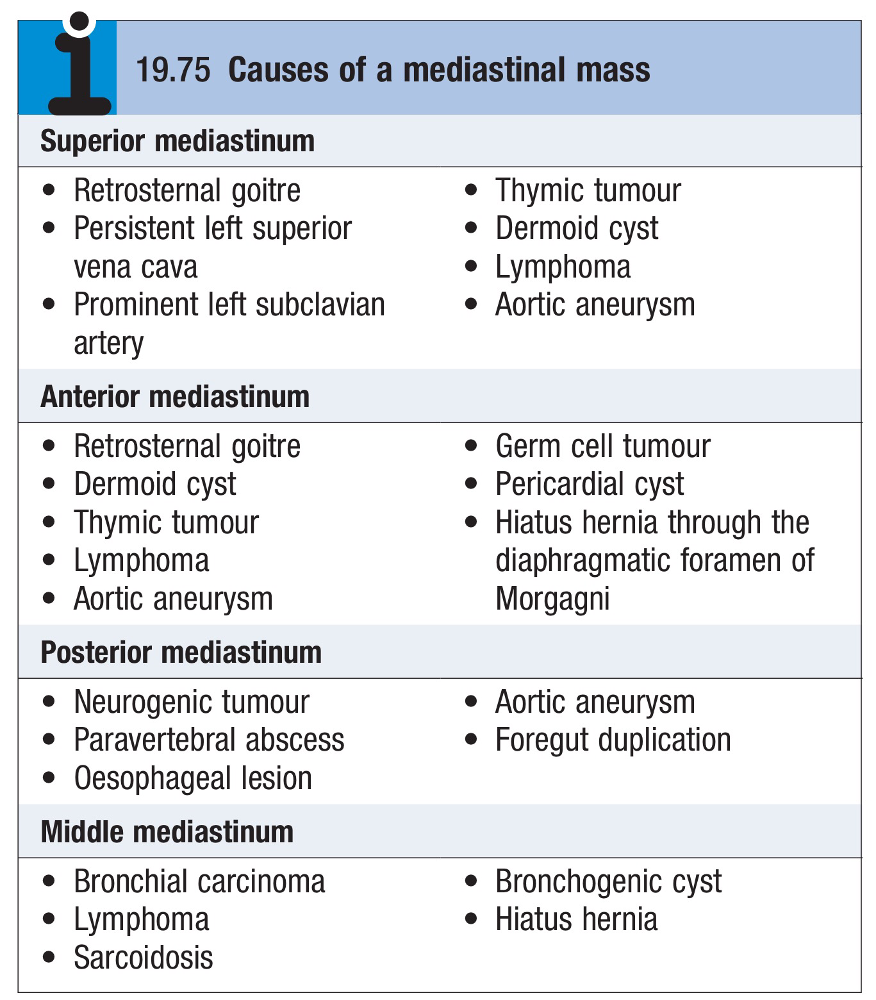 19.75 Causes of a mediastinal mass
Superior mediastinum
• Retrosternal goitre
• Persistent left superior
vena cava
• Prominent left subclavian
artery
• Thymic tumour
• Dermoid cyst
• Lymphoma
• Aortic aneurysm
Anterior mediastinum
• Retrosternal goitre
• Dermoid cyst
• Thymic tumour
• Lymphoma
• Aortic aneurysm
• Germ cell tumour
• Pericardial cyst
• Hiatus hernia through the
diaphragmatic foramen of
Morgagni
Posterior mediastinum
• Neurogenic tumour
• Paravertebral abscess
• Oesophageal lesion
• Aortic aneurysm
• Foregut duplication
Middle mediastinum
• Bronchial carcinoma
• Lymphoma
• Sarcoidosis
• Bronchogenic cyst
• Hiatus hernia